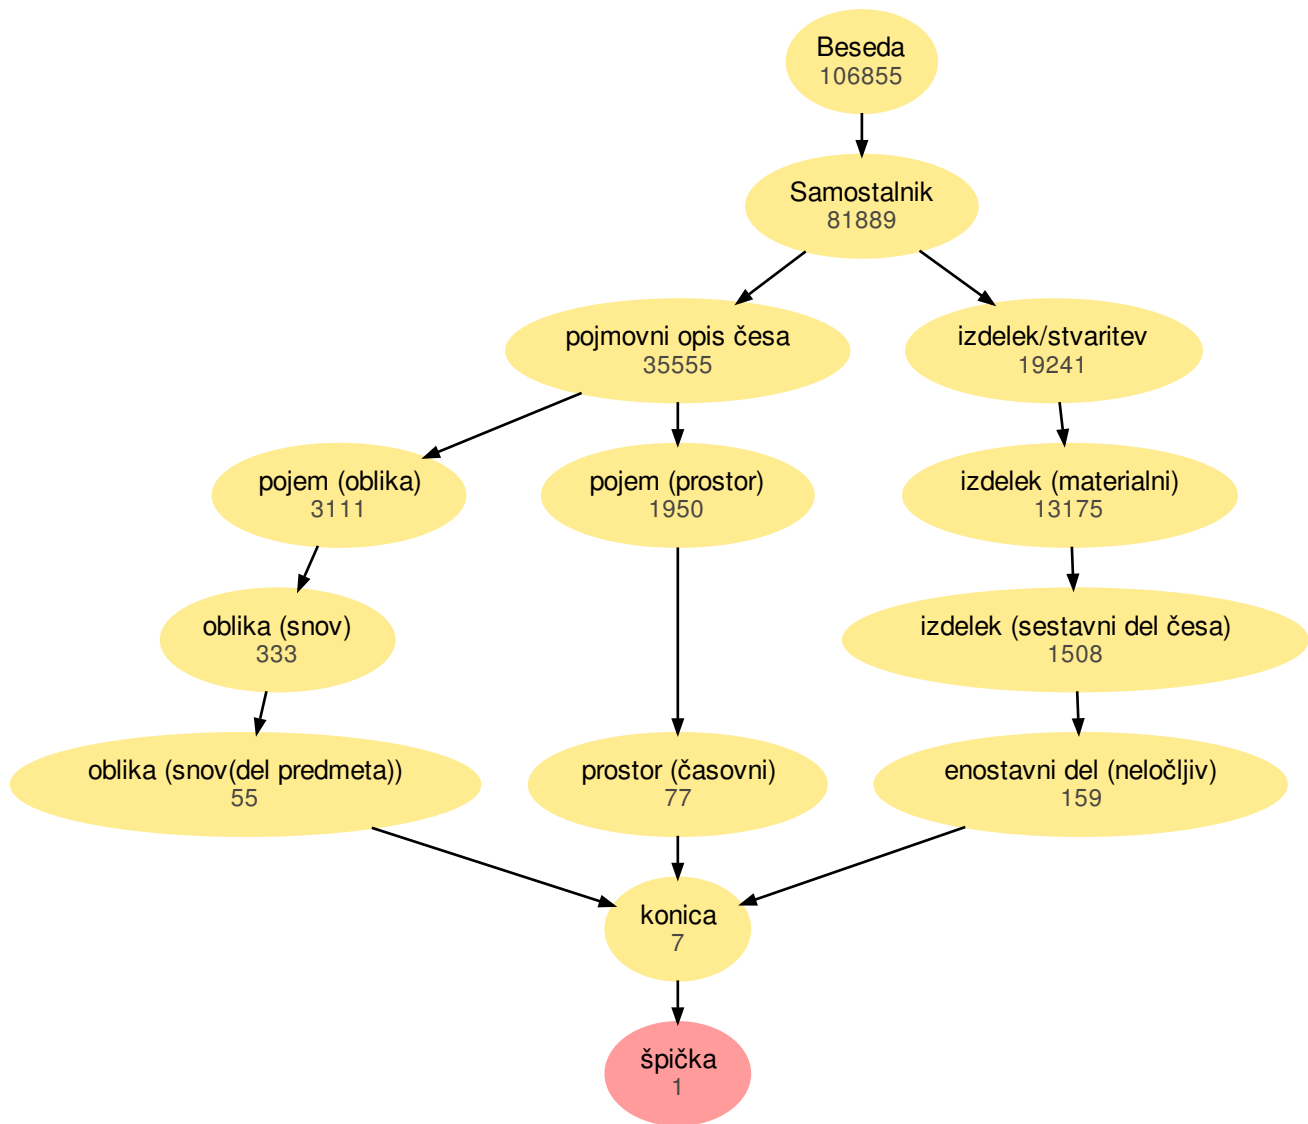 Beseda
106855
Samostalnik
81889
pojmovni opis česa
35555
izdelek/stvaritev
19241
pojem (oblika)
3111
pojem (prostor)
1950
izdelek (materialni)
13175
oblika (snov)
333
izdelek (sestavni del česa)
1508
oblika (snov(del predmeta))
55
prostor (časovni)
77
enostavni del (neločljiv)
159
konica
7
špička
1